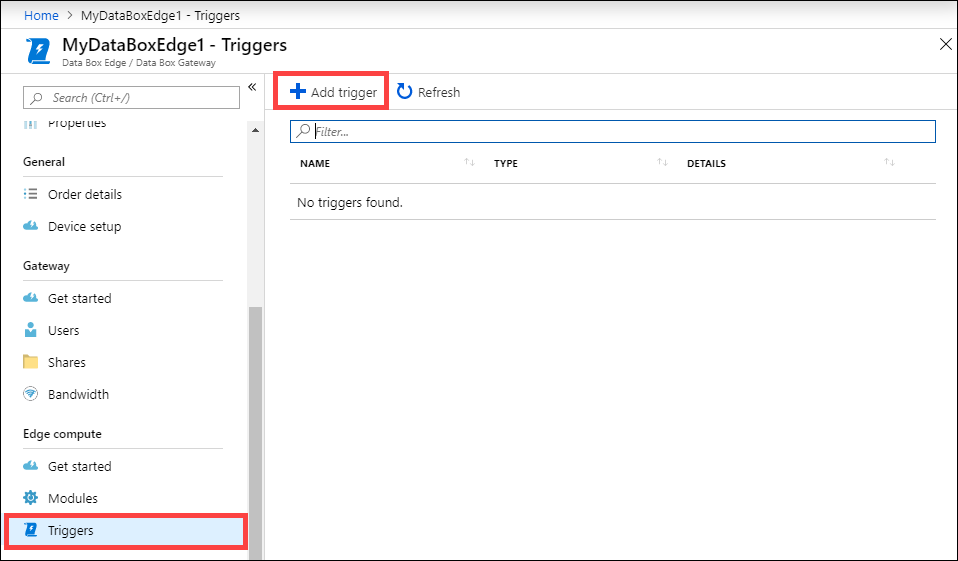 Home > MyDataBoxEdge1 - Triggers
MyDataBoxEdge1 - Triggers
Data Box Edge / Data Box Gateway
Search (Ctrl+/)
Properties
General
Order details
Device setup
Gateway
Get started
Users
Shares
Bandwidth
Edge compute
Get started
Modules
Triggers
Add trigger Refresh
Filter...
NAME TYPE DETAILS
No triggers found.